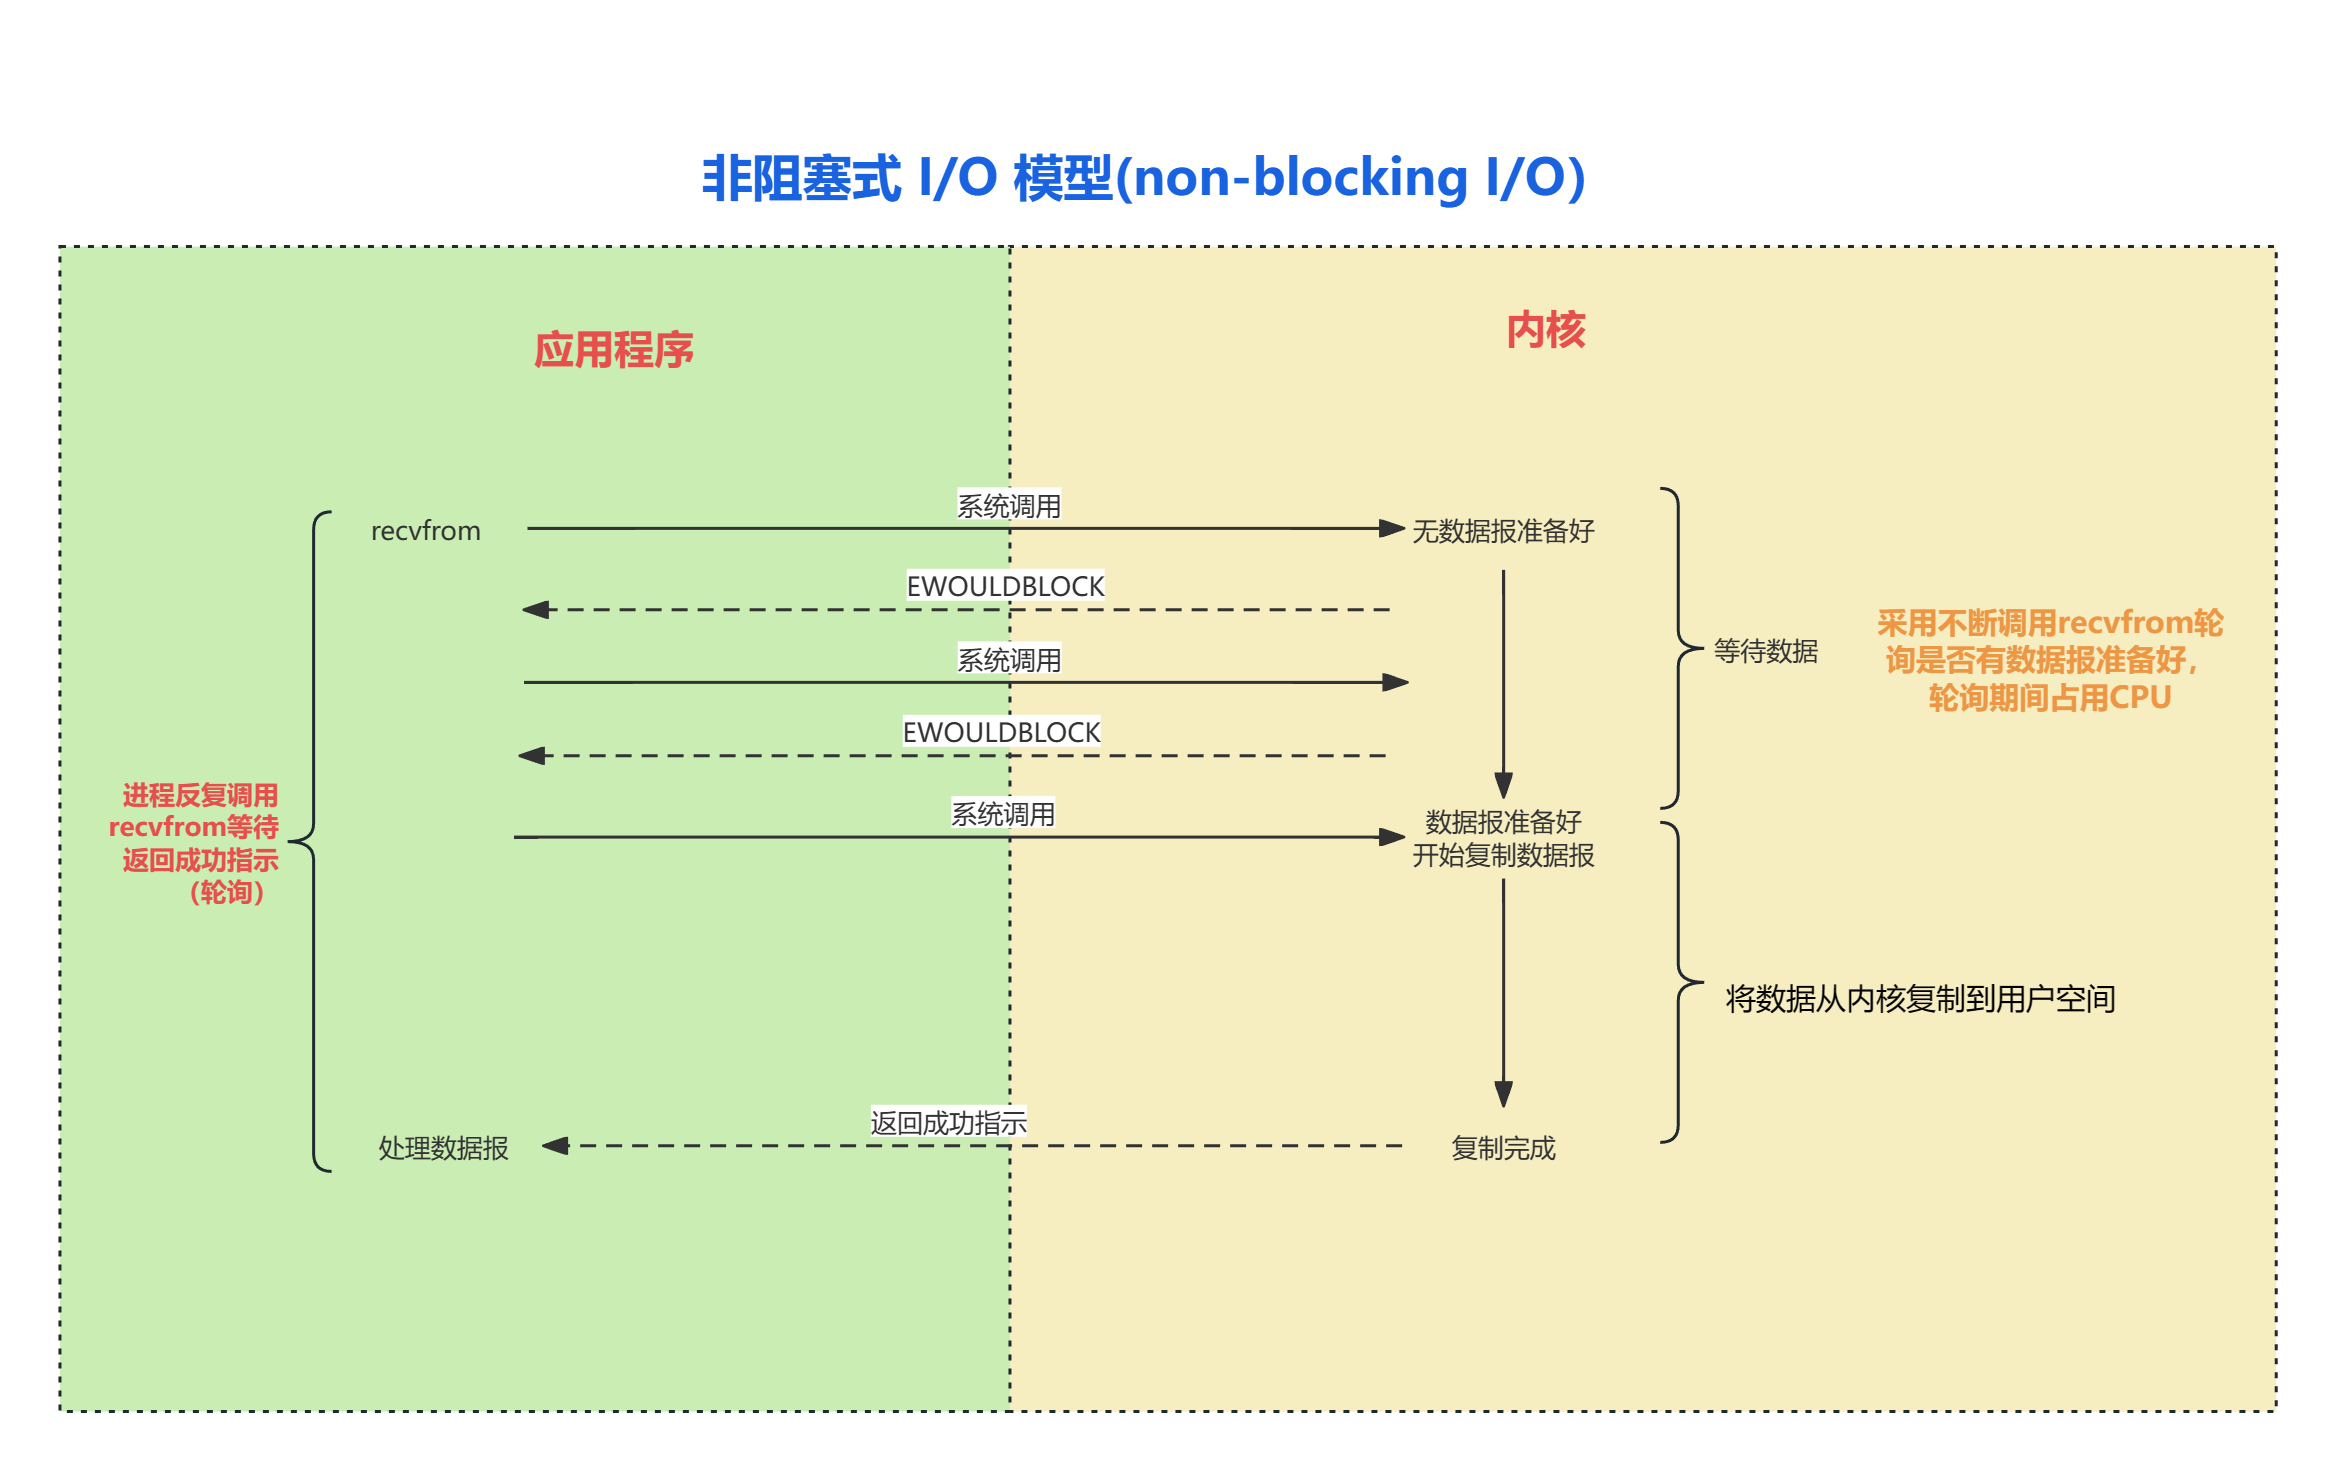 非阻塞式 I/O 模型(non-blocking I/O)
应用程序
内核
系统调用
recvfrom
无数据报准备好
EWOULDBLOCK
系统调用
等待数据
采用不断调用recvfrom轮
询是否有数据报准备好，
轮询期间占用CPU
EWOULDBLOCK
进程反复调用
recvfrom等待
返回成功指示
（轮询）
系统调用
数据报准备好
开始复制数据报
将数据从内核复制到用户空间
返回成功指示
处理数据报
复制完成